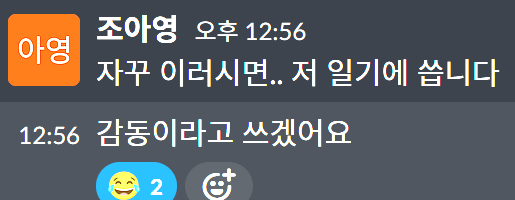 아영
조아영 오후 12:56
자꾸 이러시면.. 저 일기에 씁니다
12:56 감동이라고 쓰겠어요
😂 2